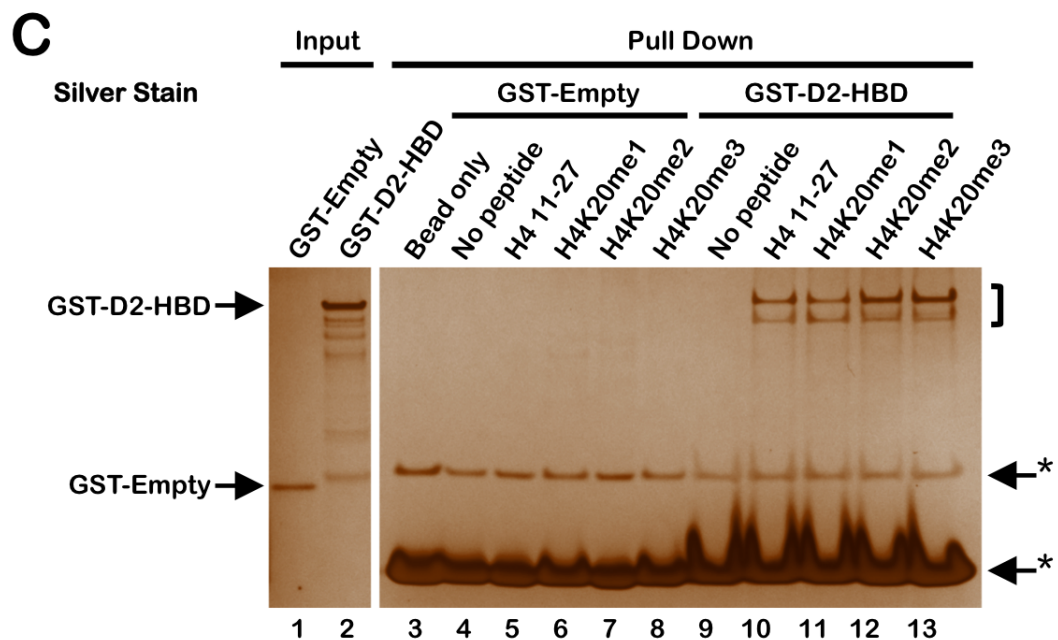 C
Input
Pull Down
Silver Stain
GST-Empty
GST-D2-HBD
GST-Empty
GST-D2-HBD
Bead only
No peptide
H4 11-27
H4K20me1
H4K20me2
H4K20me3
No peptide
H4 11-27
H4K20me1
H4K20me2
H4K20me3
GST-D2-HBD
]
GST-Empty
*
*
1 2 3 4 5 6 7 8 9 10 11 12 13